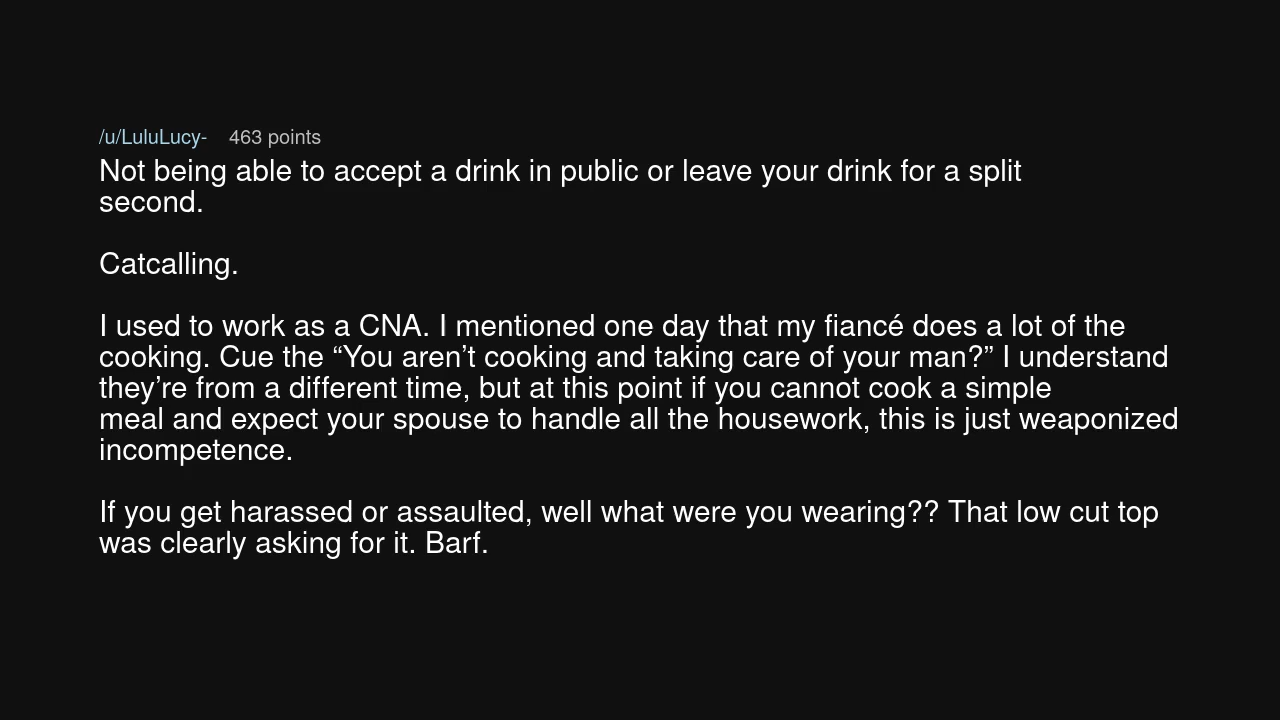 /u/LuluLucy- 463 points
Not being able to accept a drink in public or leave your drink for a split
second.
Catcalling.
I used to work as a CNA. I mentioned one day that my fiancé does a lot of the
cooking. Cue the “You aren’t cooking and taking care of your man?” I understand
they’re from a different time, but at this point if you cannot cook a simple
meal and expect your spouse to handle all the housework, this is just weaponized
incompetence.
If you get harassed or assaulted, well what were you wearing?? That low cut top
was clearly asking for it. Barf.